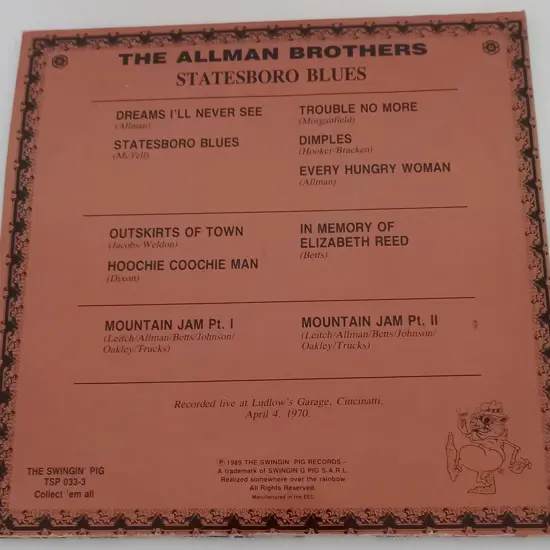 THE ALLMAN BROTHERS
STATESBORO BLUES
DREAMS I'LL NEVER SEE
(Allman)
STATESBORO BLUES
(Mc Tell)
TROUBLE NO MORE
(Morganfield)
DIMPLES
(Hooker/Bracken)
EVERY HUNGRY WOMAN
(Allman)
OUTSKIRTS OF TOWN
(Jacobs/Weldon)
HOOCHIE COOCHIE MAN
(Dixon)
IN MEMORY OF
ELIZABETH REED
(Betts)
MOUNTAIN JAM Pt. I
(Leitch/Allman/Betts/Johnson/
Oakley/Trucks)
MOUNTAIN JAM Pt. II
(Leitch/Allman/Betts/Johnson/
Oakley/Trucks)
Recorded live at Ludlow's Garage, Cincinatti.
April 4, 1970.
THE SWINGIN' PIG
TSP 033-3
Collect 'em all
℗ 1989 THE SWINGIN' PIG RECORDS –
A trademark of SWINGIN G PIG S.A.R.L.
Realized somewhere over the rainbow.
All Rights Reserved.
Manufactured in the EEC.